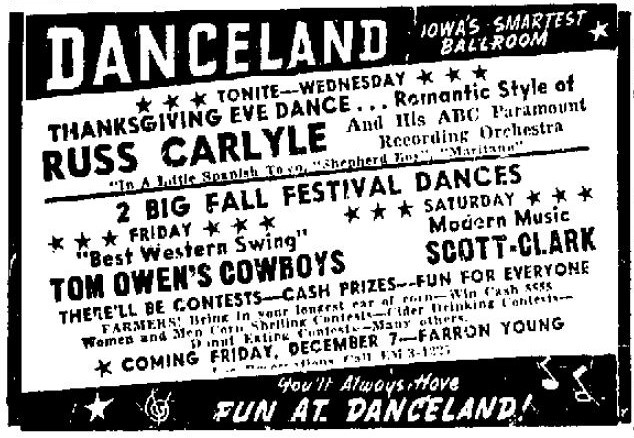 DANCELAND
IOWA'S SMARTEST
BALLROOM
TONITE—WEDNESDAY
THANKSGIVING EVE DANCE... Romantic Style of
RUSS CARLYLE
And His ABC Paramount
Recording Orchestra
"In A Little Spanish Town, "Shepherd Boy", "Maritana"
2 BIG FALL FESTIVAL DANCES
FRIDAY
"Best Western Swing"
TOM OWEN'S COWBOYS
SATURDAY
Modern Music
SCOTT-CLARK
THERE'LL BE CONTESTS—CASH PRIZES—FUN FOR EVERYONE
FARMERS! Bring in your longest ear of corn—Win Cash $$$$
Women and Men Corn Shelling Contests—Cider Drinking Contests—
Donut Eating Contests—Many others.
COMING FRIDAY, DECEMBER 7—FARRON YOUNG
For Reservations Call EM
You'll Always Have
FUN AT DANCELAND!